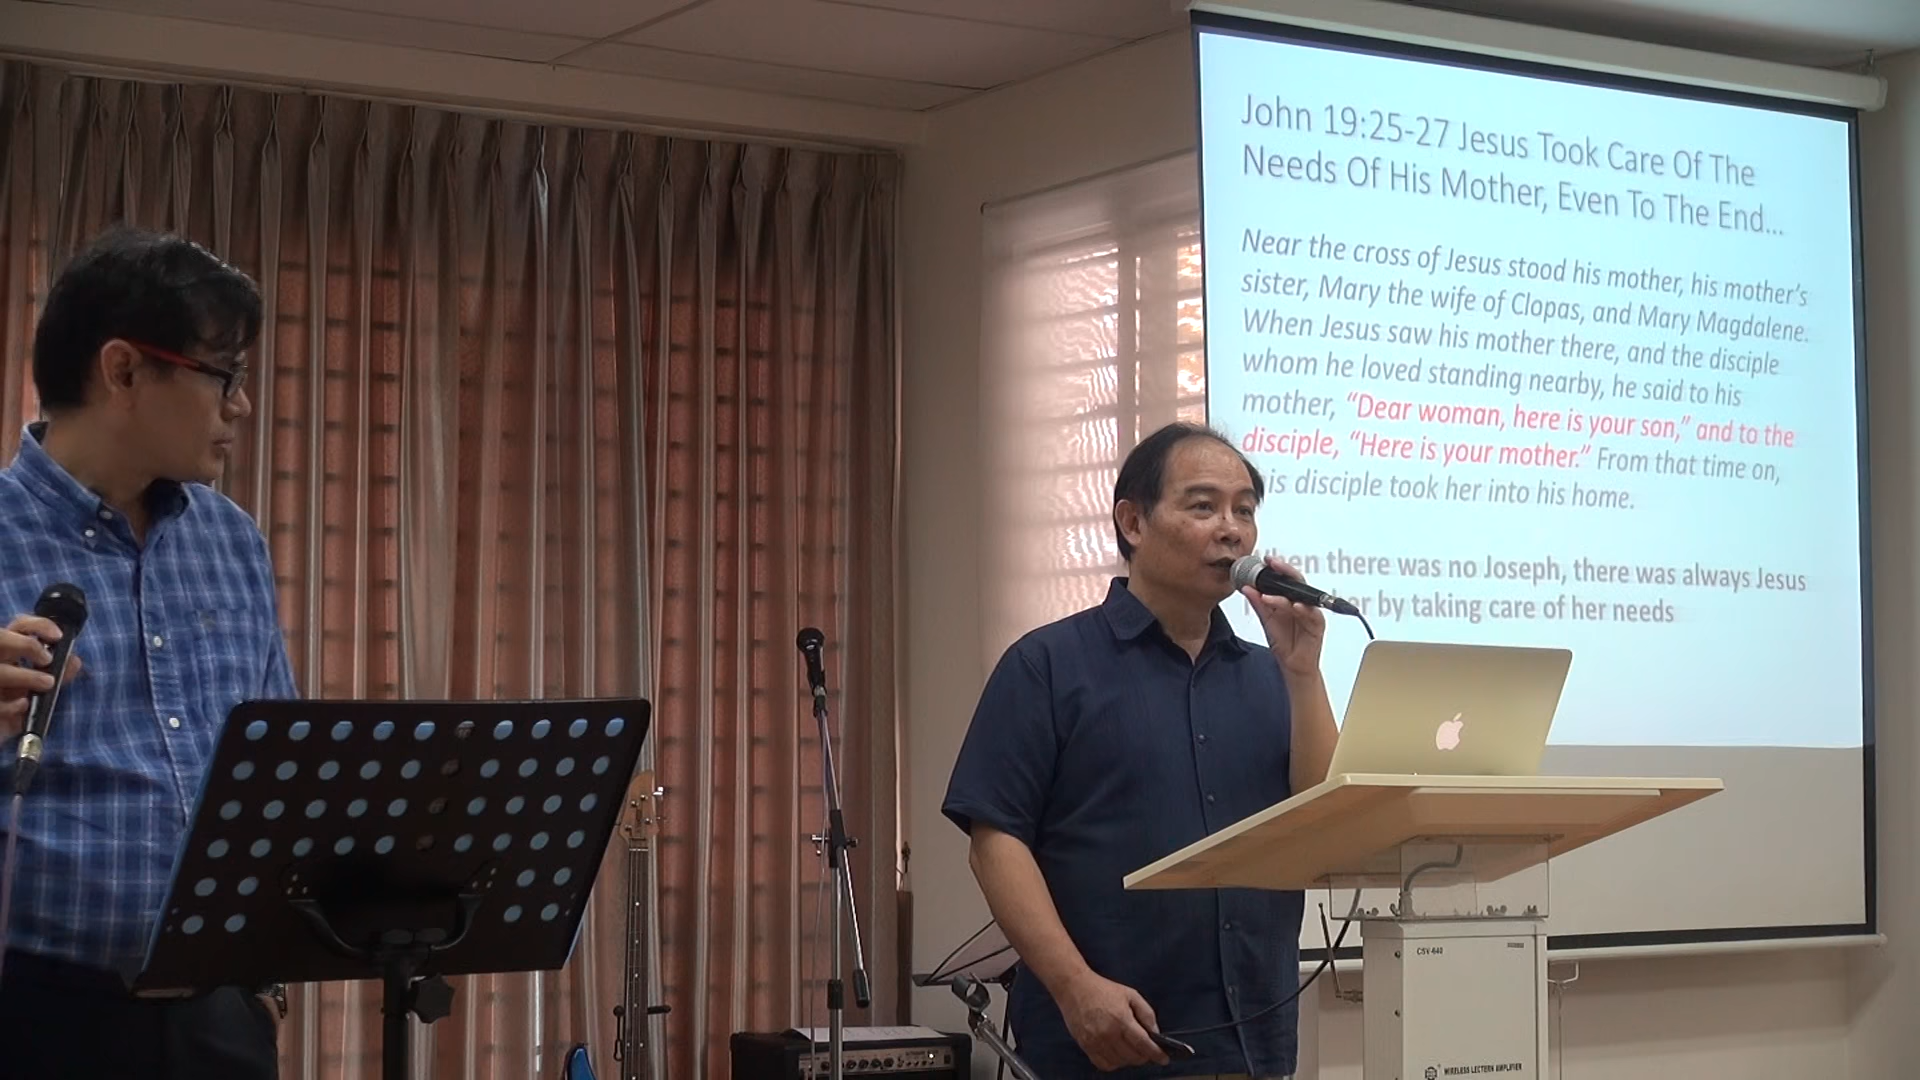 John 19:25-27 Jesus Took Care Of The
Needs Of His Mother, Even To The End...
Near the cross of Jesus stood his mother, his mother's
sister, Mary the wife of Clopas, and Mary Magdalene.
When Jesus saw his mother there, and the disciple
whom he loved standing nearby, he said to his
mother, "Dear woman, here is your son," and to the
disciple, "Here is your mother." From that time on,
is disciple took her into his home.
en there was no Joseph, there was always Jesus
er by taking care of her needs
CSV-640
WIRELESS LECTERN AMPLIFIER